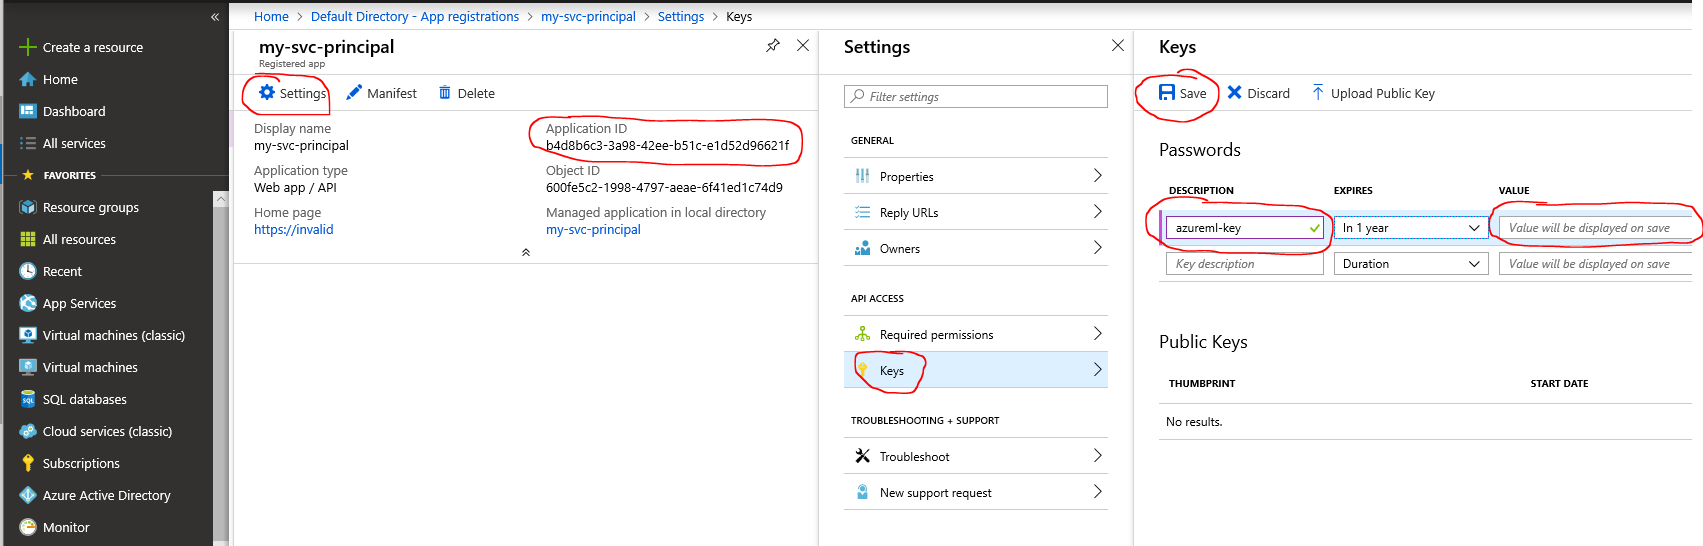 «
Create a resource
Home
Dashboard
All services
FAVORITES
Resource groups
All resources
Recent
App Services
Virtual machines (classic)
Virtual machines
SQL databases
Cloud services (classic)
Subscriptions
Azure Active Directory
Monitor
Home > Default Directory - App registrations > my-svc-principal > Settings > Keys
my-svc-principal
Registered app
Settings Manifest Delete
Display name
my-svc-principal
Application type
Web app / API
Home page
https://invalid
Application ID
b4d8b6c3-3a98-42ee-b51c-e1d52d96621f
Object ID
600fe5c2-1998-4797-aeae-6f41ed1c74d9
Managed application in local directory
my-svc-principal
Settings
Filter settings
GENERAL
Properties
Reply URLs
Owners
API ACCESS
Required permissions
Keys
TROUBLESHOOTING + SUPPORT
Troubleshoot
New support request
Keys
Save Discard Upload Public Key
Passwords
DESCRIPTION EXPIRES VALUE
azureml-key In 1 year Value will be displayed on save
Key description Duration Value will be displayed on save
Public Keys
THUMBPRINT START DATE
No results.